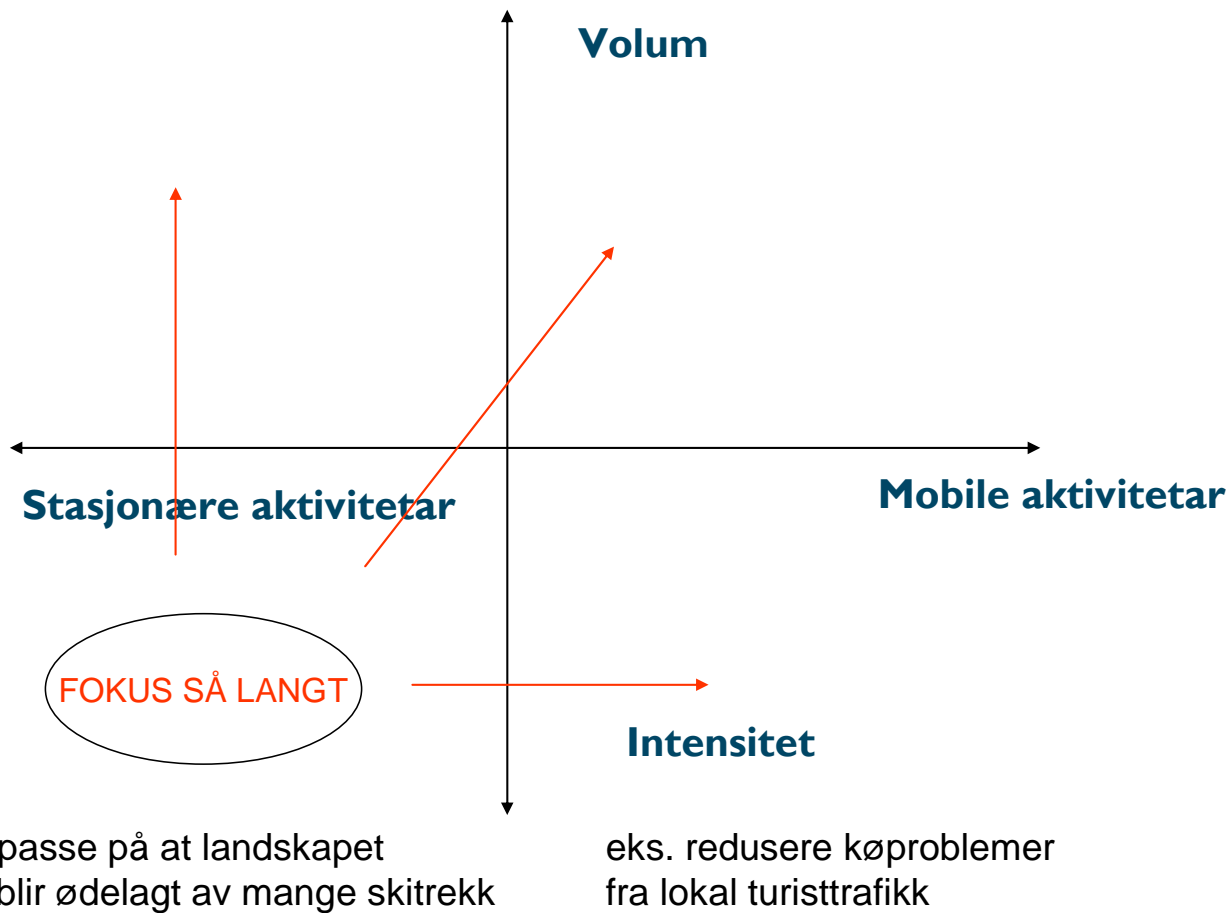 Volum
Stasjonære aktivitetar
Mobile aktivitetar
FOKUS SÅ LANGT
Intensitet
passe på at landskapet
blir ødelagt av mange skitrekk
eks. redusere køproblemer
fra lokal turisttrafikk